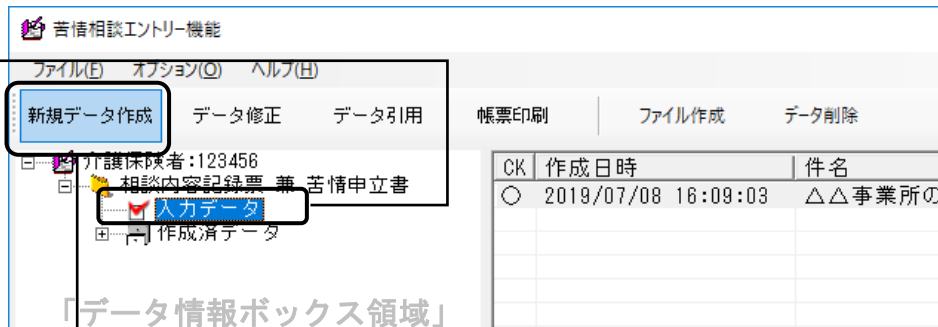 苦情相談エントリー機能
ファイル(F) オプション(O) ヘルプ(H)
新規データ作成 データ修正 データ引用 帳票印刷 ファイル作成 データ削除
介護保険者:123456
相談内容記録票 兼 苦情申立書
入力データ
作成済データ
「データ情報ボックス領域」
CK 作成日時 件名
○ 2019/07/08 16:09:03 △△事業所の